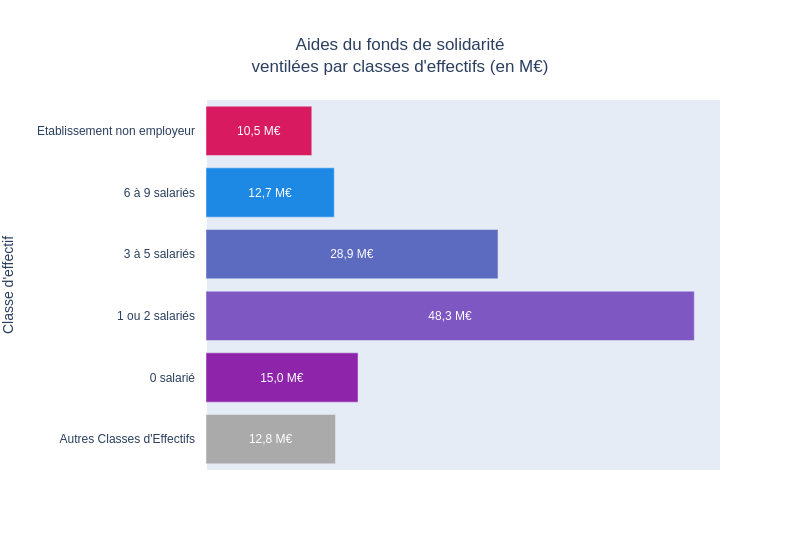 Aides du fonds de solidarité
ventilées par classes d'effectifs (en M€)
Classe d'effectif
Etablissement non employeur
10,5 M€
6 à 9 salariés
12,7 M€
3 à 5 salariés
28,9 M€
1 ou 2 salariés
48,3 M€
0 salarié
15,0 M€
Autres Classes d'Effectifs
12,8 M€